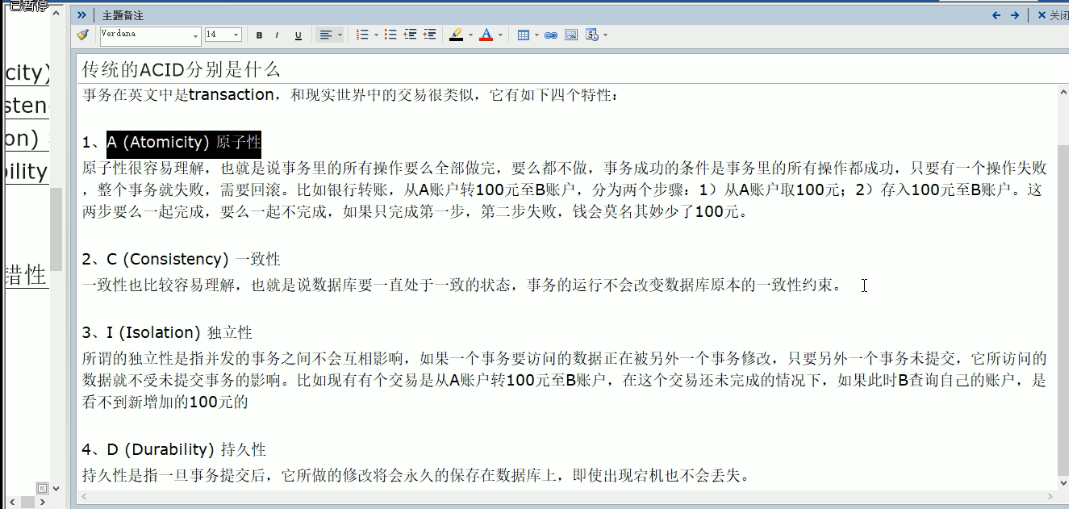 已暂停
主题备注
关闭
Verdana
14
B I U
city)
sten
on)
bility
错性
传统的ACID分别是什么
事务在英文中是transaction，和现实世界中的交易很类似，它有如下四个特性：
1、A (Atomicity) 原子性
原子性很容易理解，也就是说事务里的所有操作要么全部做完，要么都不做，事务成功的条件是事务里的所有操作都成功，只要有一个操作失败
，整个事务就失败，需要回滚。比如银行转账，从A账户转100元至B账户，分为两个步骤：1）从A账户取100元；2）存入100元至B账户。这
两步要么一起完成，要么一起不完成，如果只完成第一步，第二步失败，钱会莫名其妙少了100元。
2、C (Consistency) 一致性
一致性也比较容易理解，也就是说数据库要一直处于一致的状态，事务的运行不会改变数据库原本的一致性约束。
3、I (Isolation) 独立性
所谓的独立性是指并发的事务之间不会互相影响，如果一个事务要访问的数据正在被另外一个事务修改，只要另外一个事务未提交，它所访问的
数据就不受未提交事务的影响。比如现有有个交易是从A账户转100元至B账户，在这个交易还未完成的情况下，如果此时B查询自己的账户，是
看不到新增加的100元的
4、D (Durability) 持久性
持久性是指一旦事务提交后，它所做的修改将会永久的保存在数据库上，即使出现宕机也不会丢失。